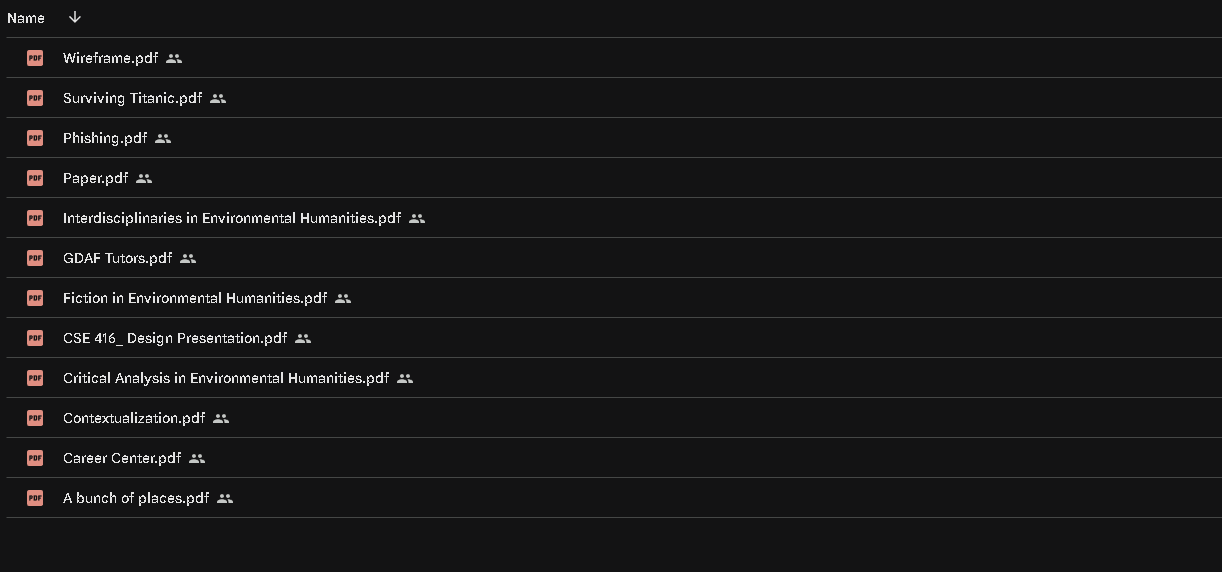 Name
PDF Wireframe.pdf
PDF Surviving Titanic.pdf
PDF Phishing.pdf
PDF Paper.pdf
PDF Interdisciplinaries in Environmental Humanities.pdf
PDF GDAF Tutors.pdf
PDF Fiction in Environmental Humanities.pdf
PDF CSE 416_ Design Presentation.pdf
PDF Critical Analysis in Environmental Humanities.pdf
PDF Contextualization.pdf
PDF Career Center.pdf
PDF A bunch of places.pdf